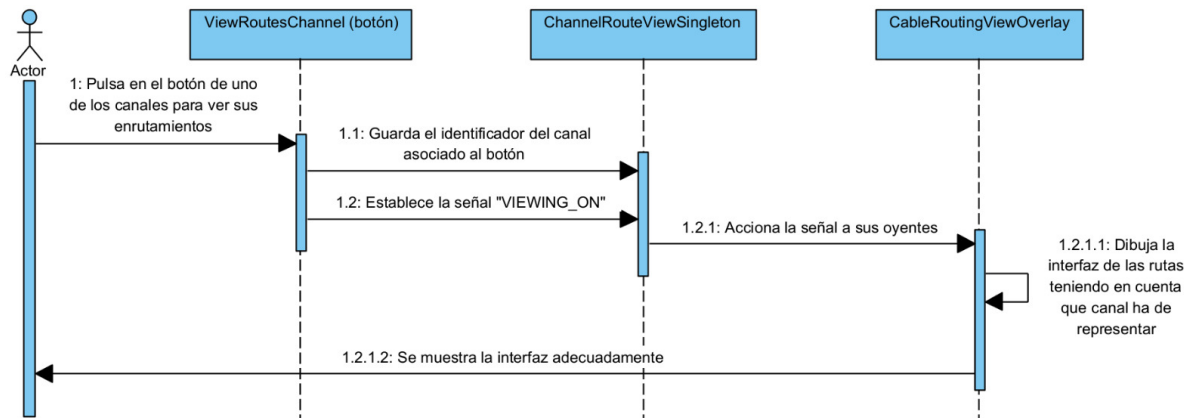 ViewRoutesChannel (botón)
ChannelRouteViewSingleton
CableRoutingViewOverlay
Actor
1: Pulsa en el botón de uno
de los canales para ver sus
enrutamientos
1.1: Guarda el identificador del canal
asociado al botón
1.2: Establece la señal "VIEWING_ON"
1.2.1: Acciona la señal a sus oyentes
1.2.1.1: Dibuja la
interfaz de las rutas
teniendo en cuenta
que canal ha de
representar
1.2.1.2: Se muestra la interfaz adecuadamente